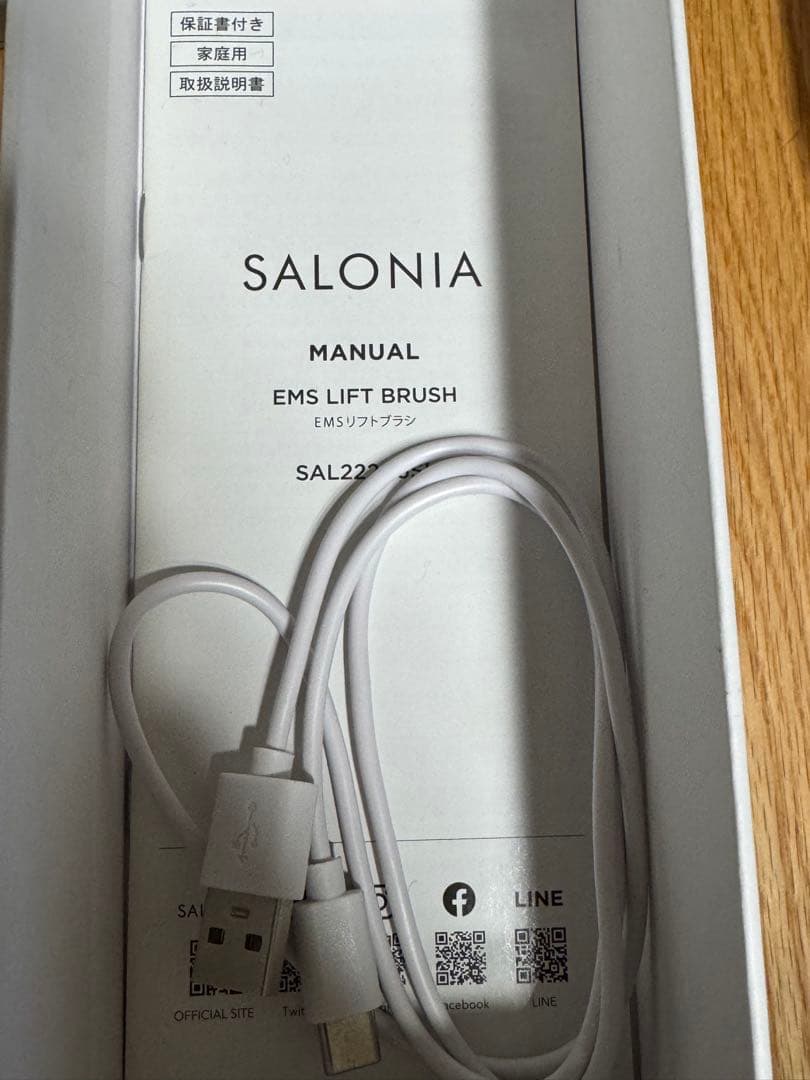 保証書付き
家庭用
取扱説明書
SALONIA
MANUAL
EMS LIFT BRUSH
EMSリフトブラシ
LINE
OFFICIAL SITE
LINE